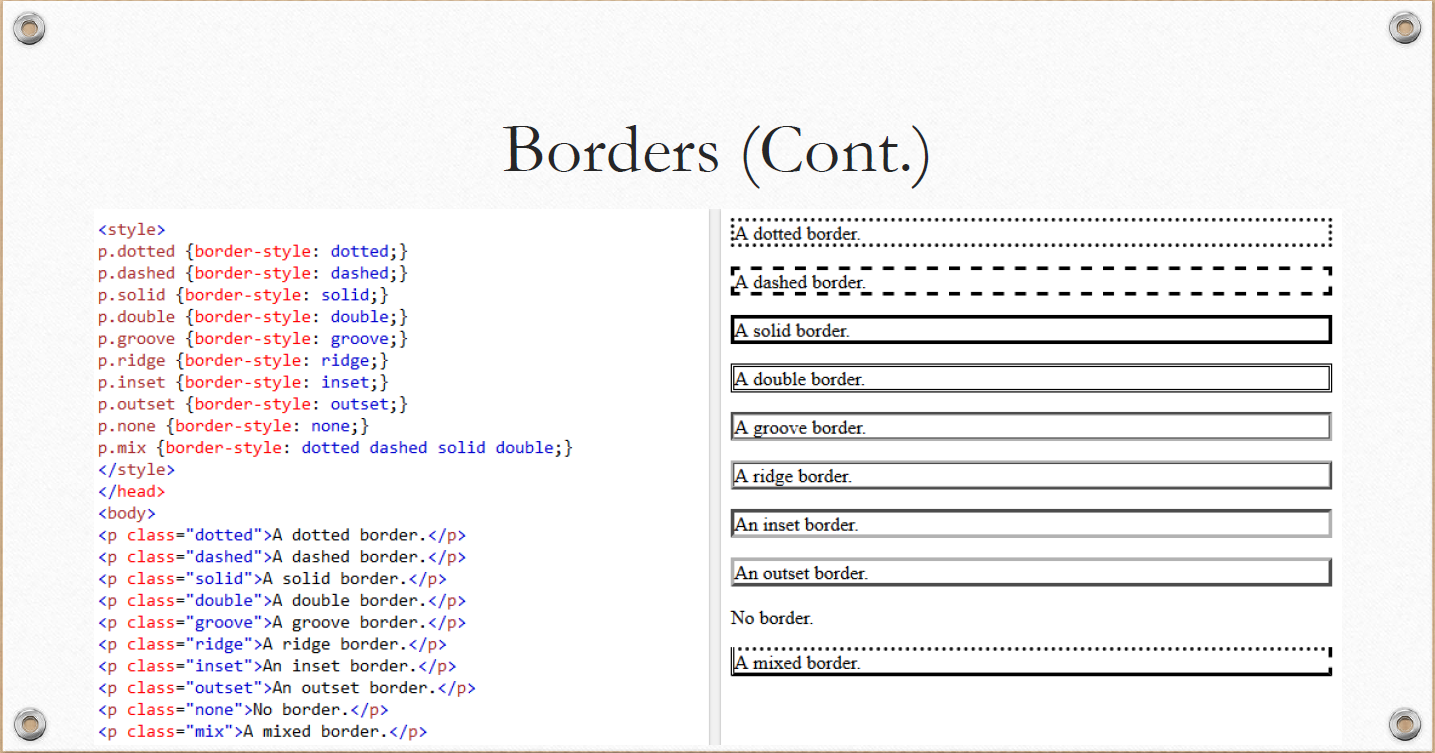 Borders (Cont.)
<style>
p.dotted {border-style: dotted;}
p.dashed {border-style: dashed;}
p.solid {border-style: solid;}
p.double {border-style: double;}
p.groove {border-style: groove;}
p.ridge {border-style: ridge;}
p.inset {border-style: inset;}
p.outset {border-style: outset;}
p.none {border-style: none;}
p.mix {border-style: dotted dashed solid double;}
</style>
</head>
<body>
<p class="dotted">A dotted border.</p>
<p class="dashed">A dashed border.</p>
<p class="solid">A solid border.</p>
<p class="double">A double border.</p>
<p class="groove">A groove border.</p>
<p class="ridge">A ridge border.</p>
<p class="inset">An inset border.</p>
<p class="outset">An outset border.</p>
<p class="none">No border.</p>
<p class="mix">A mixed border.</p>
A dotted border.
A dashed border.
A solid border.
A double border.
A groove border.
A ridge border.
An inset border.
An outset border.
No border.
A mixed border.